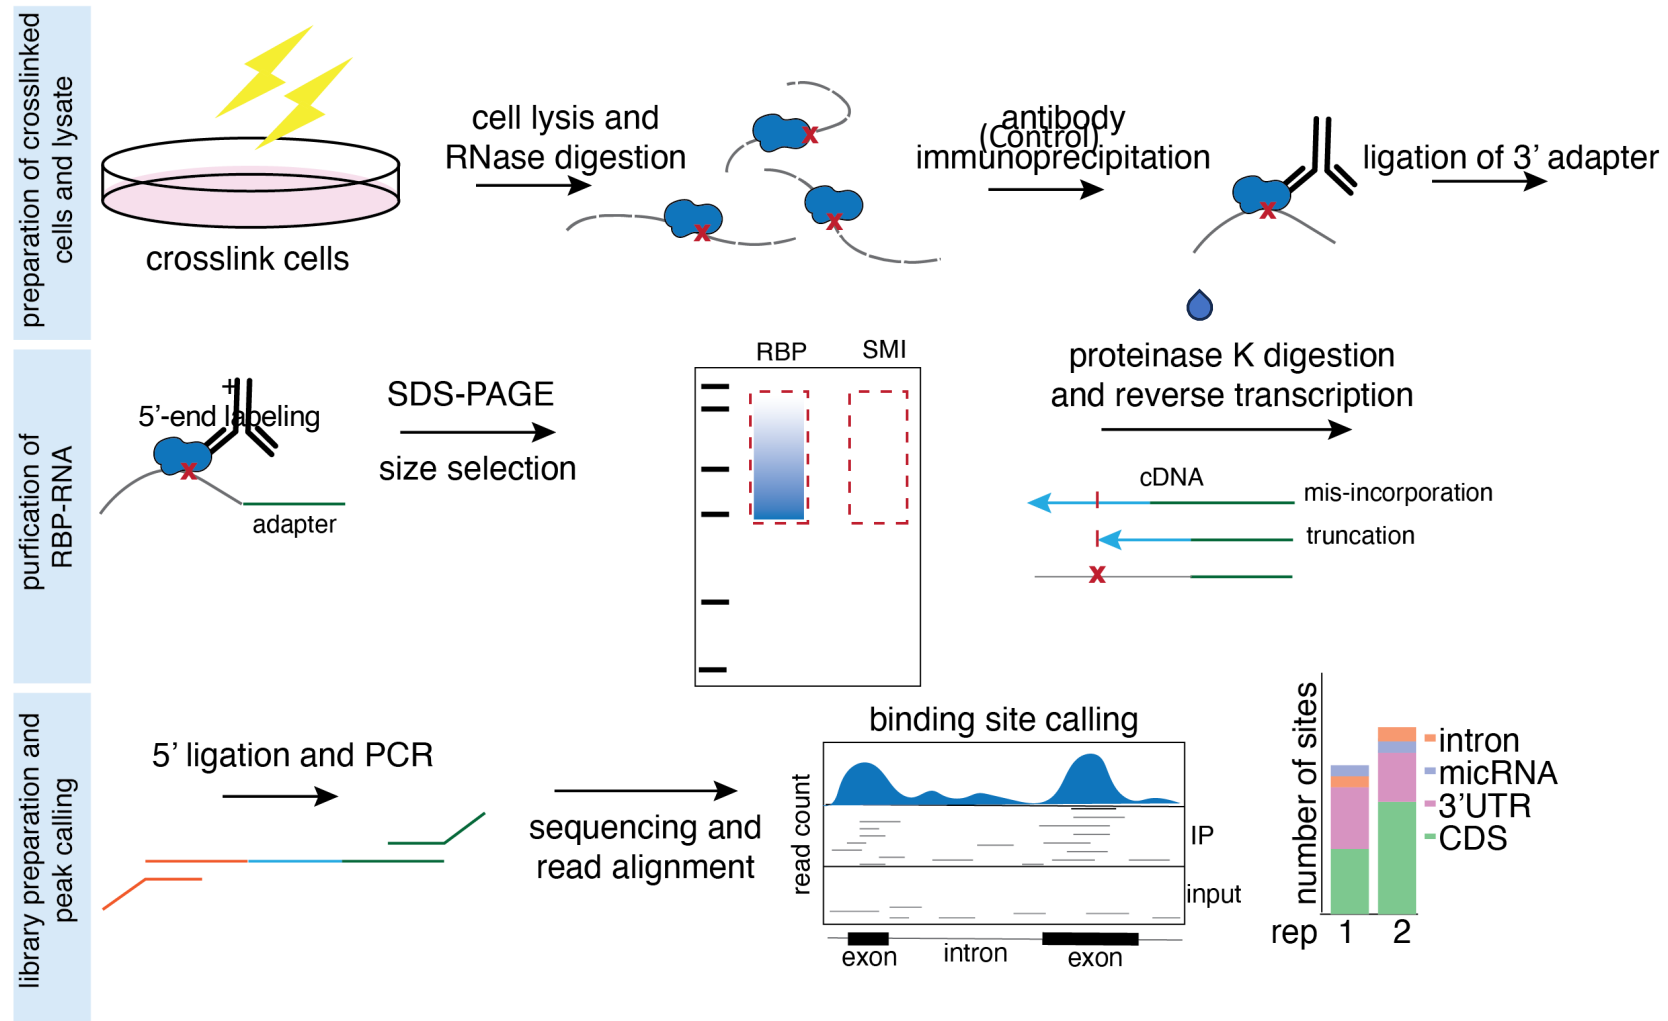 preparation of crosslinked
cells and lysate
crosslink cells
cell lysis and
RNase digestion
antibody
(Control)
immunoprecipitation
ligation of 3’ adapter
X
X
X
X
purfication of
RBP-RNA
+
5’-end labeling
X
adapter
SDS-PAGE
size selection
RBP
SMI
proteinase K digestion
and reverse transcription
cDNA
mis-incorporation
truncation
X
library preparation and
peak calling
5’ ligation and PCR
sequencing and
read alignment
binding site calling
read count
IP
input
exon
intron
exon
number of sites
intron
micRNA
3’UTR
CDS
rep 1 2